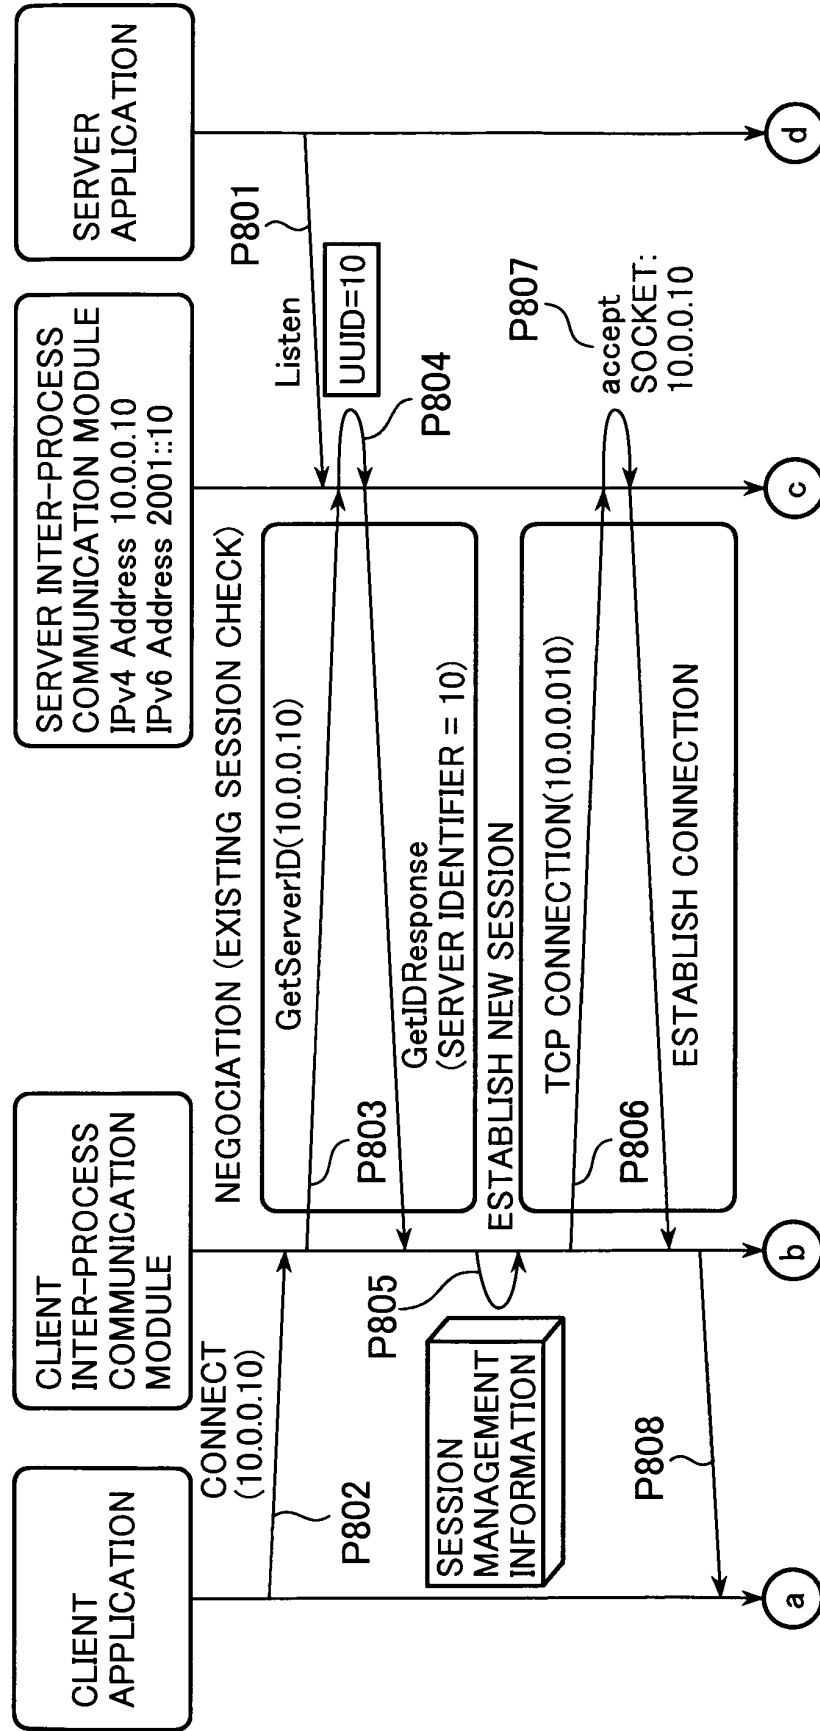 CLIENT
APPLICATION
CLIENT
INTER-PROCESS
COMMUNICATION
MODULE
SERVER INTER-PROCESS
COMMUNICATION MODULE
IPv4 Address 10.0.0.10
IPv6 Address 2001::10
SERVER
APPLICATION
CONNECT
(10.0.0.10)
P802
NEGOCIATION (EXISTING SESSION CHECK)
GetServerID(10.0.0.10)
P803
GetIDResponse
(SERVER IDENTIFIER = 10)
Listen
P801
UUID=10
P804
P805
SESSION
MANAGEMENT
INFORMATION
ESTABLISH NEW SESSION
TCP CONNECTION(10.0.0.010)
P806
ESTABLISH CONNECTION
P807
accept
SOCKET:
10.0.0.10
P808
a
b
c
d